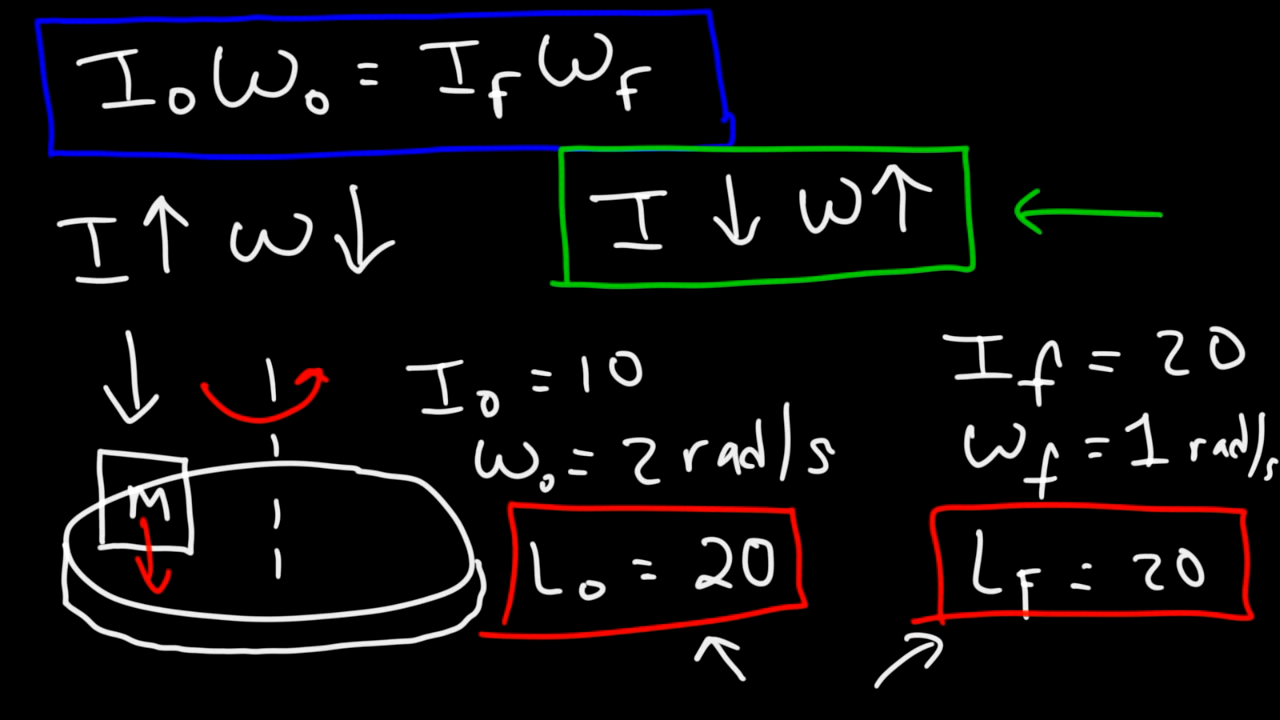 I₀ω₀ = I_f ω_f
I↑ ω↓
I↓ ω↑
M
I₀ = 10
ω₀ = 2 rad/s
L₀ = 20
I_f = 20
ω_f = 1 rad/s
L_F = 20